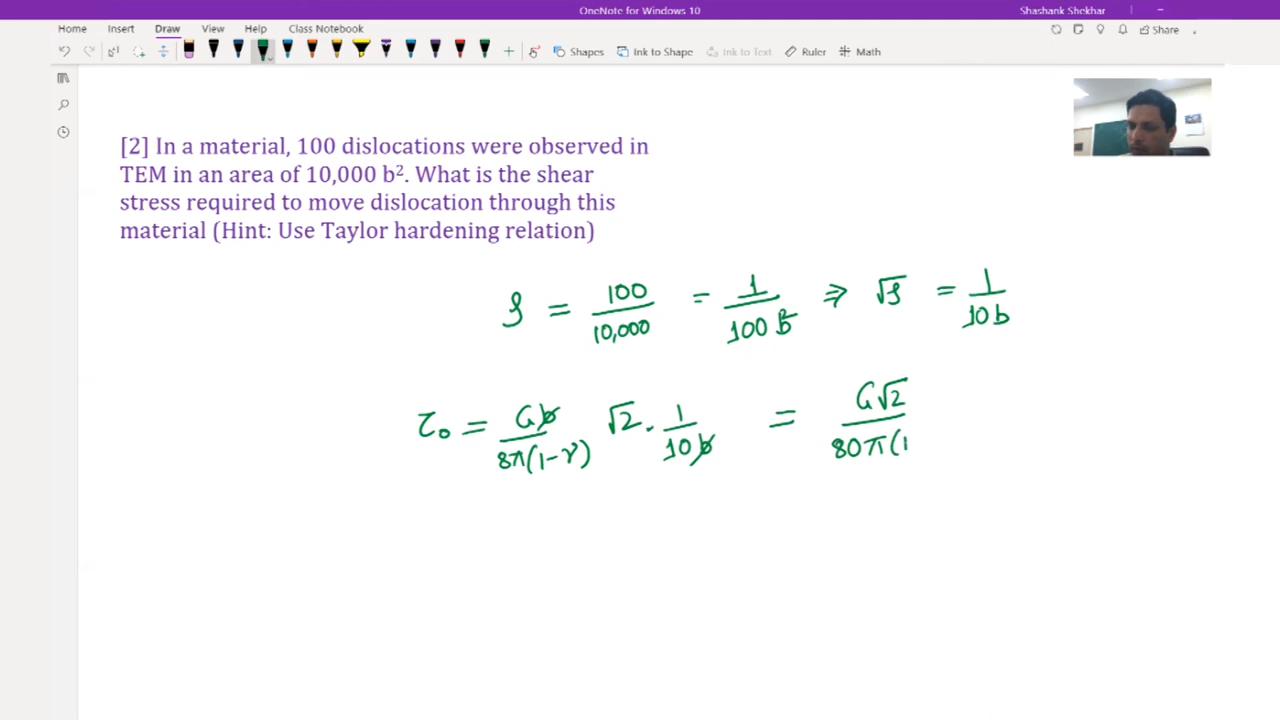 OneNote for Windows 10
Shashank Shekhar
Home Insert Draw View Help Class Notebook
Share
Shapes Ink to Shape Ink to Text Ruler Math
[2] In a material, 100 dislocations were observed in
TEM in an area of 10,000 b². What is the shear
stress required to move dislocation through this
material (Hint: Use Taylor hardening relation)
ρ = 100/10,000 = 1/100 b² ⇒ √ρ = 1/10b
τ₀ = Gb/8π(1-ν) √2 . 1/10b = G√2/80π(1